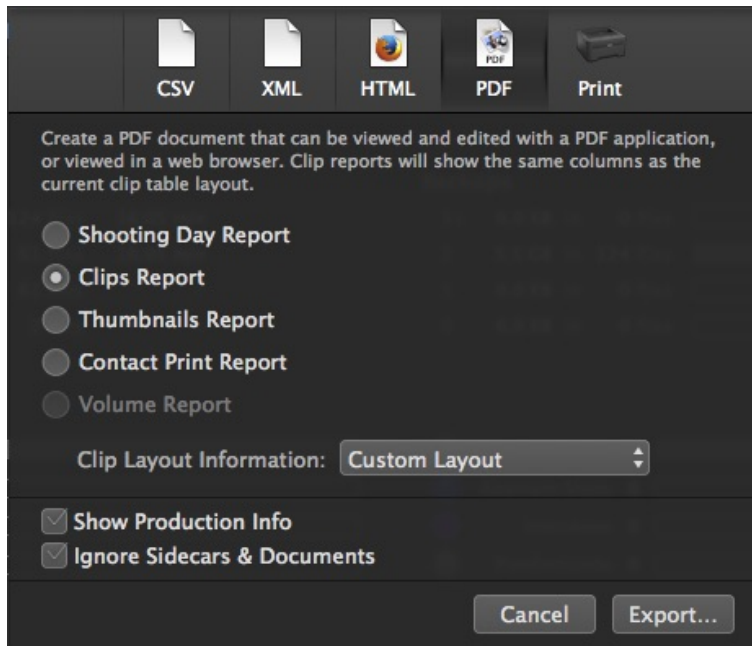 CSV XML HTML PDF Print
Create a PDF document that can be viewed and edited with a PDF application,
or viewed in a web browser. Clip reports will show the same columns as the
current clip table layout.
Shooting Day Report
Clips Report
Thumbnails Report
Contact Print Report
Volume Report
Clip Layout Information: Custom Layout
Show Production Info
Ignore Sidecars & Documents
Cancel Export...